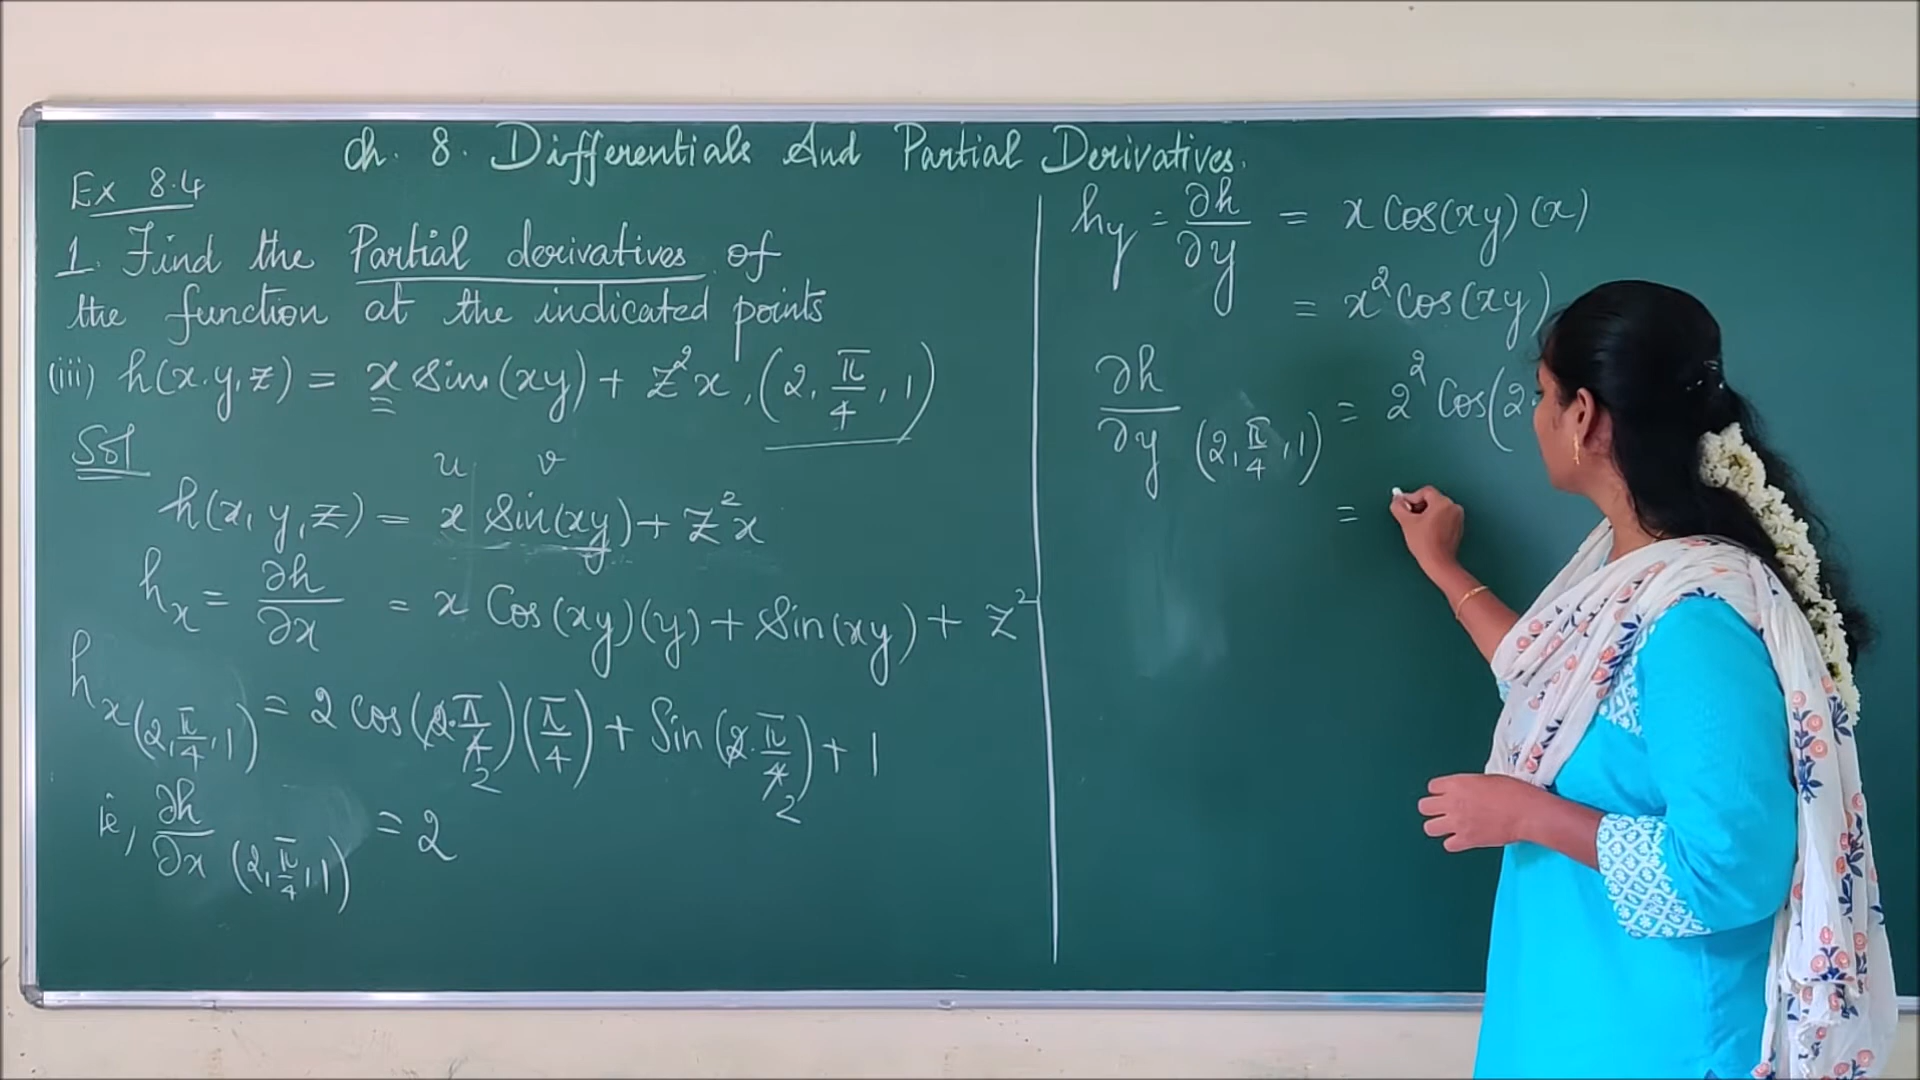 Ch. 8. Differentials And Partial Derivatives.
Ex 8.4
1. Find the Partial derivatives of
the function at the indicated points
(iii) h(x.y,z) = x sin(xy) + z²x, (2, π/4, 1)
Sol
u v
h(x, y, z) = x Sin(xy) + z²x
h_x = ∂h/∂x = x Cos(xy)(y) + Sin(xy) + z²
h_x (2, π/4, 1) = 2 Cos(2·π/4 2)(π/4) + Sin(2·π/4 2) + 1
ie, ∂h/∂x (2, π/4, 1) = 2
h_y = ∂h/∂y = x Cos(xy)(x)
= x² Cos(xy)
∂h/∂y (2, π/4, 1) = 2² Cos(2·
=